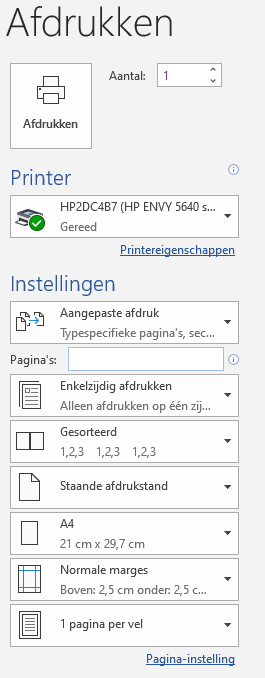 Afdrukken
Aantal: 1
Afdrukken
Printer
HP2DC4B7 (HP ENVY 5640 s...
Gereed
Printereigenschappen
Instellingen
Aangepaste afdruk
Typespecifieke pagina's, sec...
Pagina's:
Enkelzijdig afdrukken
Alleen afdrukken op één zij...
Gesorteerd
1,2,3 1,2,3 1,2,3
Staande afdrukstand
A4
21 cm x 29,7 cm
Normale marges
Boven: 2,5 cm onder: 2,5 c...
1 pagina per vel
Pagina-instelling